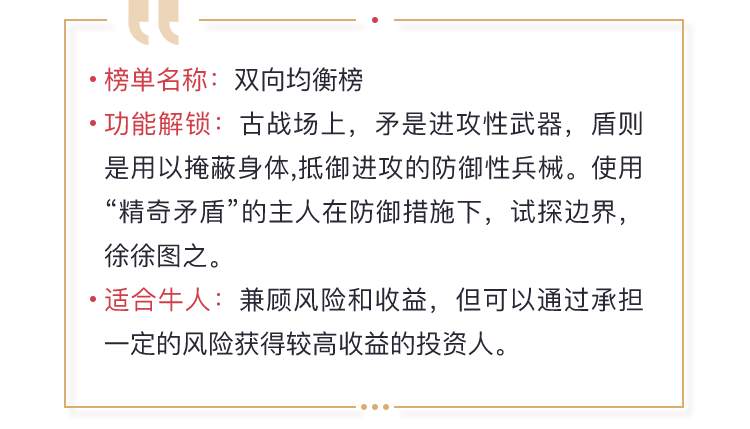 • 榜单名称：双向均衡榜
• 功能解锁：古战场上，矛是进攻性武器，盾则
是用以掩蔽身体,抵御进攻的防御性兵械。使用
“精奇矛盾”的主人在防御措施下，试探边界，
徐徐图之。
• 适合牛人：兼顾风险和收益，但可以通过承担
一定的风险获得较高收益的投资人。